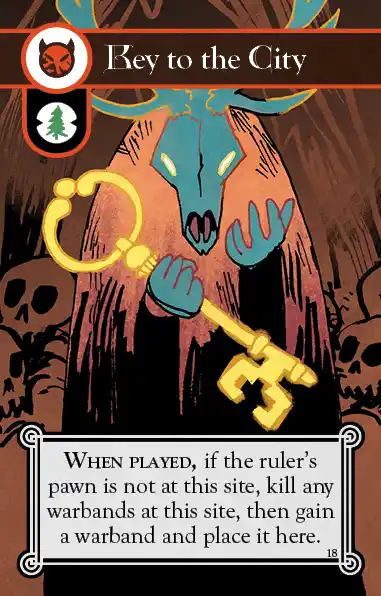 Key to the City
WHEN PLAYED, if the ruler's
pawn is not at this site, kill any
warbands at this site, then gain
a warband and place it here.
18